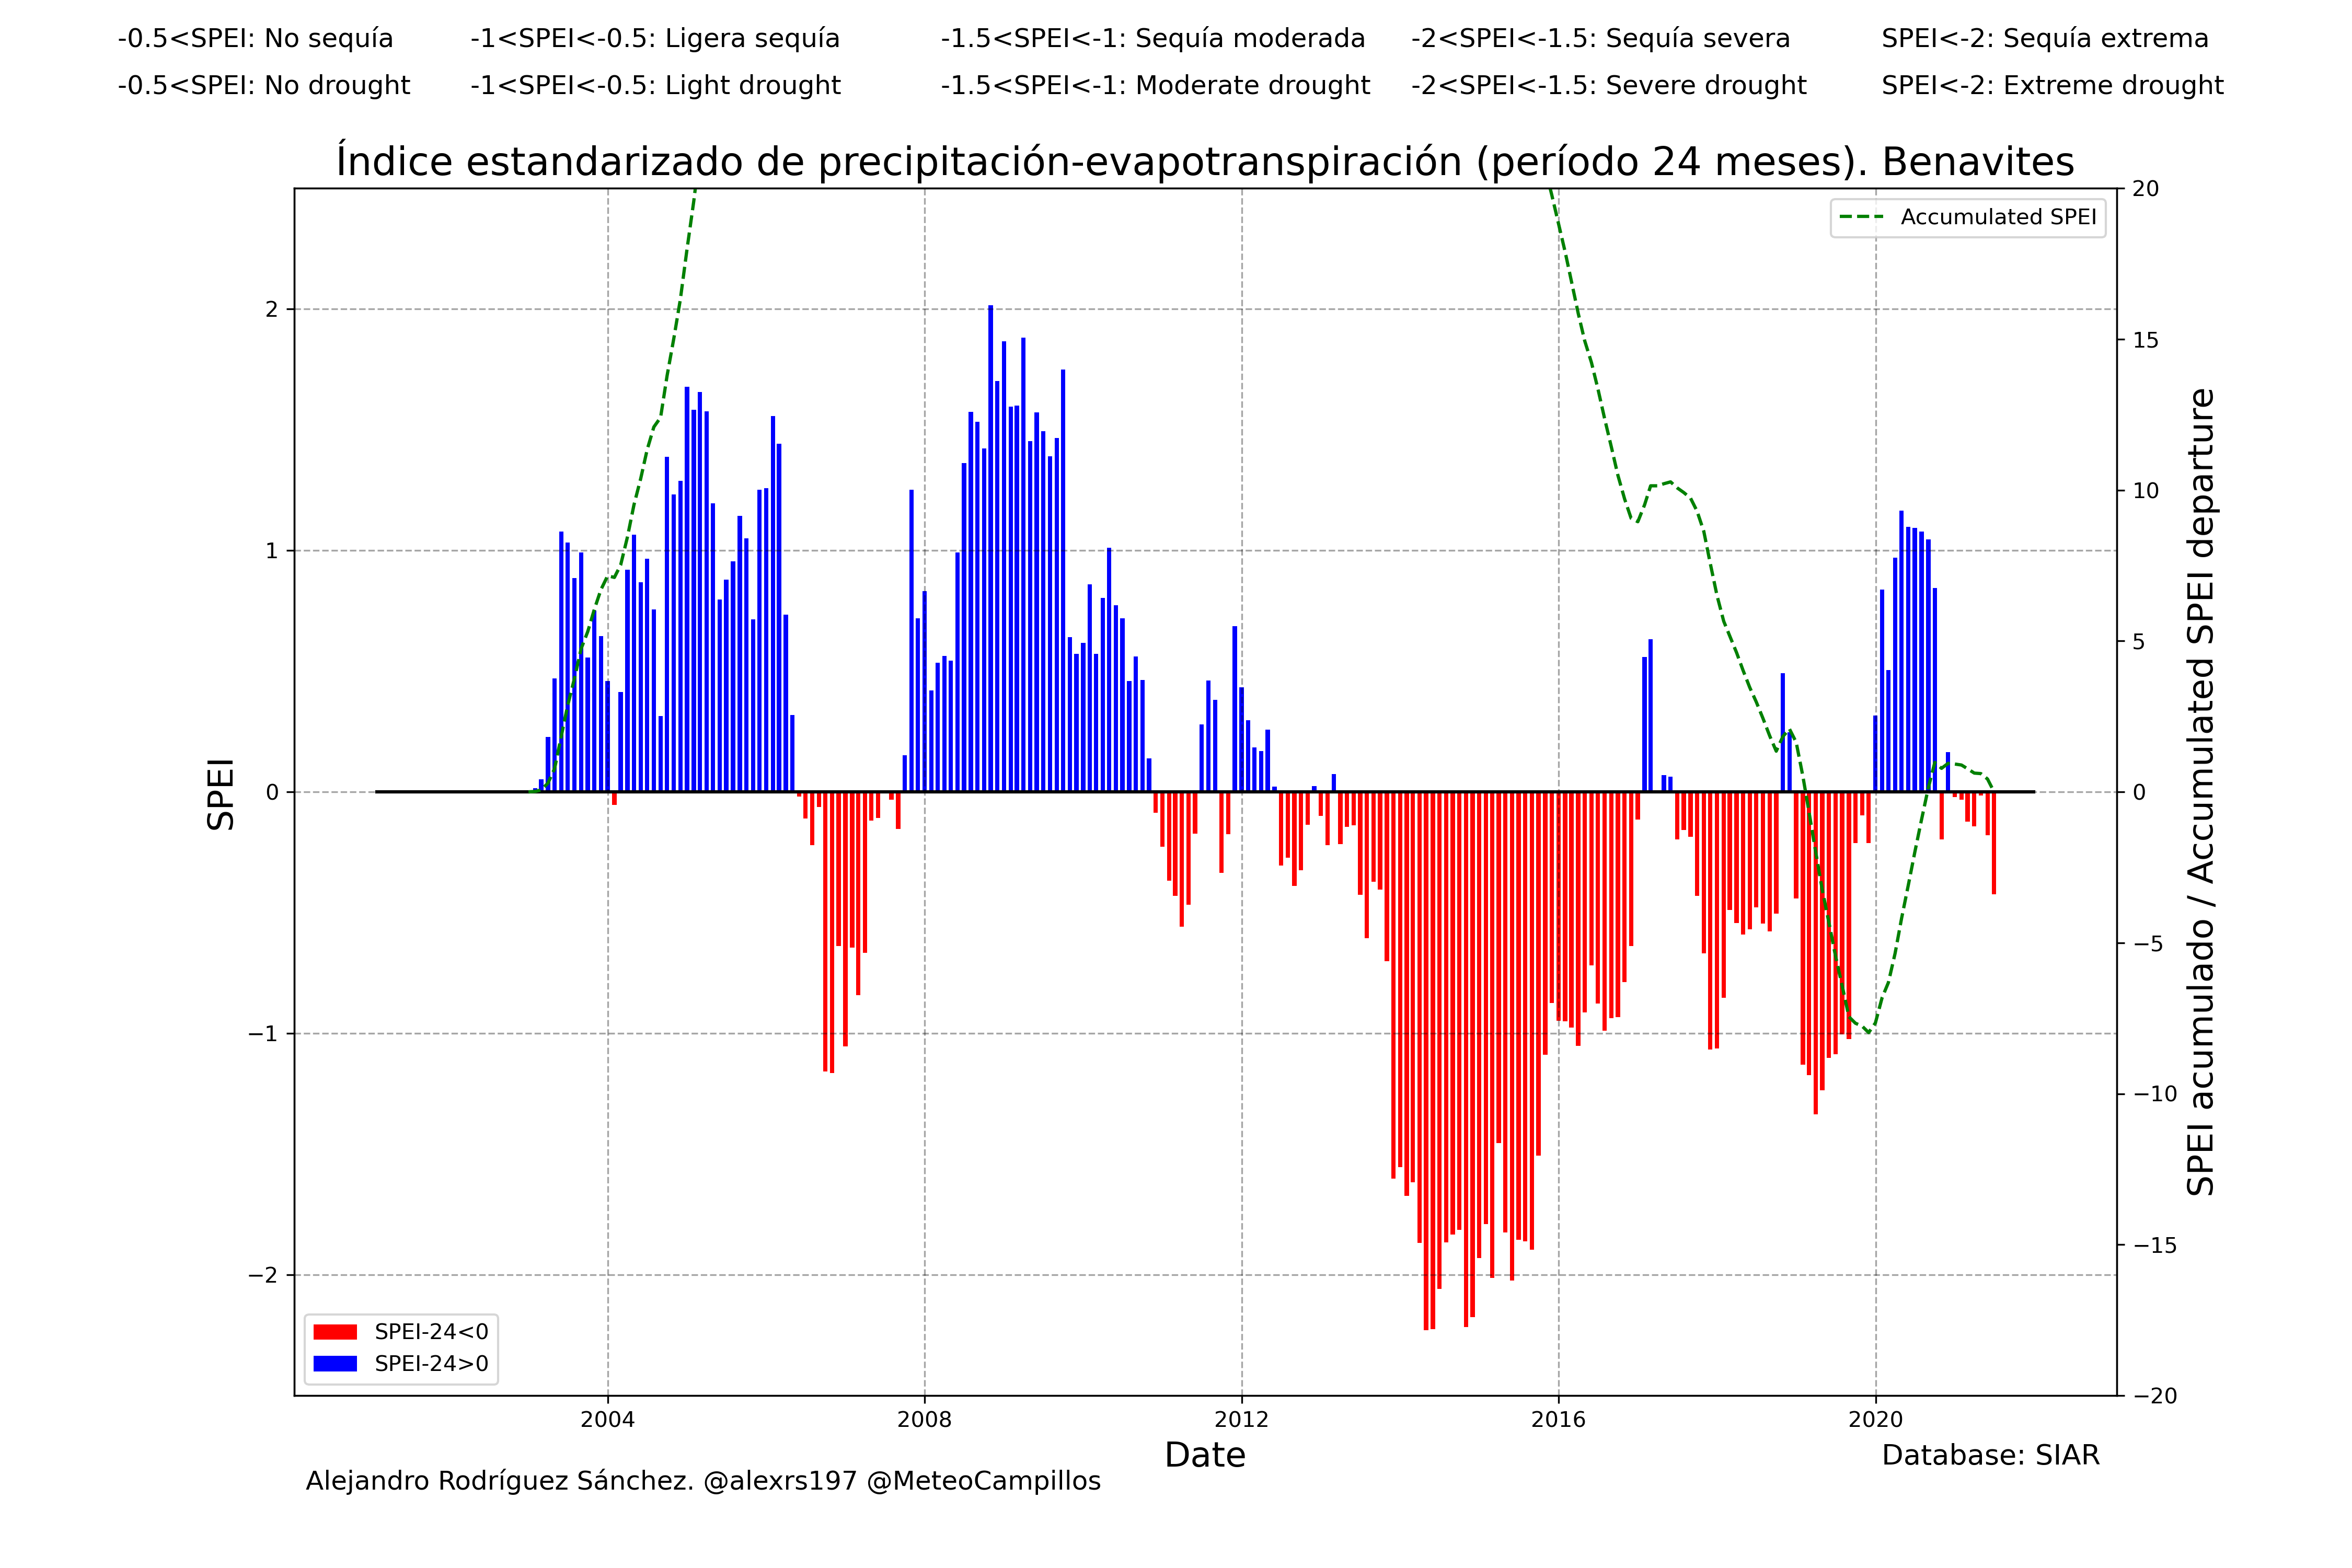 -0.5<SPEI: No sequía
-1<SPEI<-0.5: Ligera sequía
-1.5<SPEI<-1: Sequía moderada
-2<SPEI<-1.5: Sequía severa
SPEI<-2: Sequía extrema
-0.5<SPEI: No drought
-1<SPEI<-0.5: Light drought
-1.5<SPEI<-1: Moderate drought
-2<SPEI<-1.5: Severe drought
SPEI<-2: Extreme drought
Índice estandarizado de precipitación-evapotranspiración (período 24 meses). Benavites
Accumulated SPEI
SPEI
2
1
0
−1
−2
20
15
10
5
0
−5
−10
−15
−20
SPEI acumulado / Accumulated SPEI departure
SPEI-24<0
SPEI-24>0
2004
2008
2012
2016
2020
Date
Database: SIAR
Alejandro Rodríguez Sánchez. @alexrs197 @MeteoCampillos